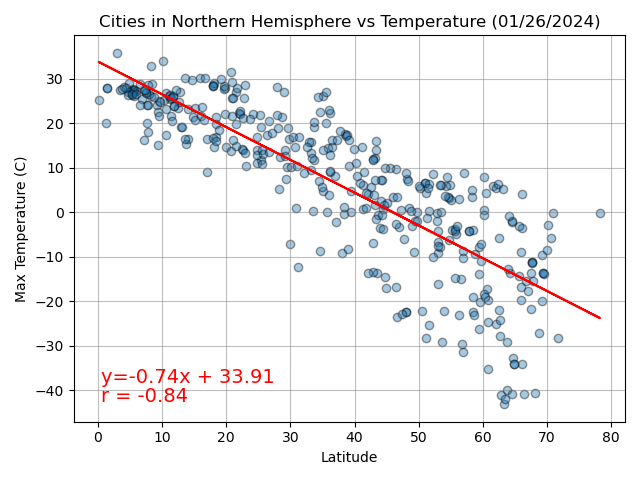 Cities in Northern Hemisphere vs Temperature (01/26/2024)
Max Temperature (C)
30
20
10
0
−10
−20
−30
−40
y=-0.74x + 33.91
r = -0.84
0 10 20 30 40 50 60 70 80
Latitude